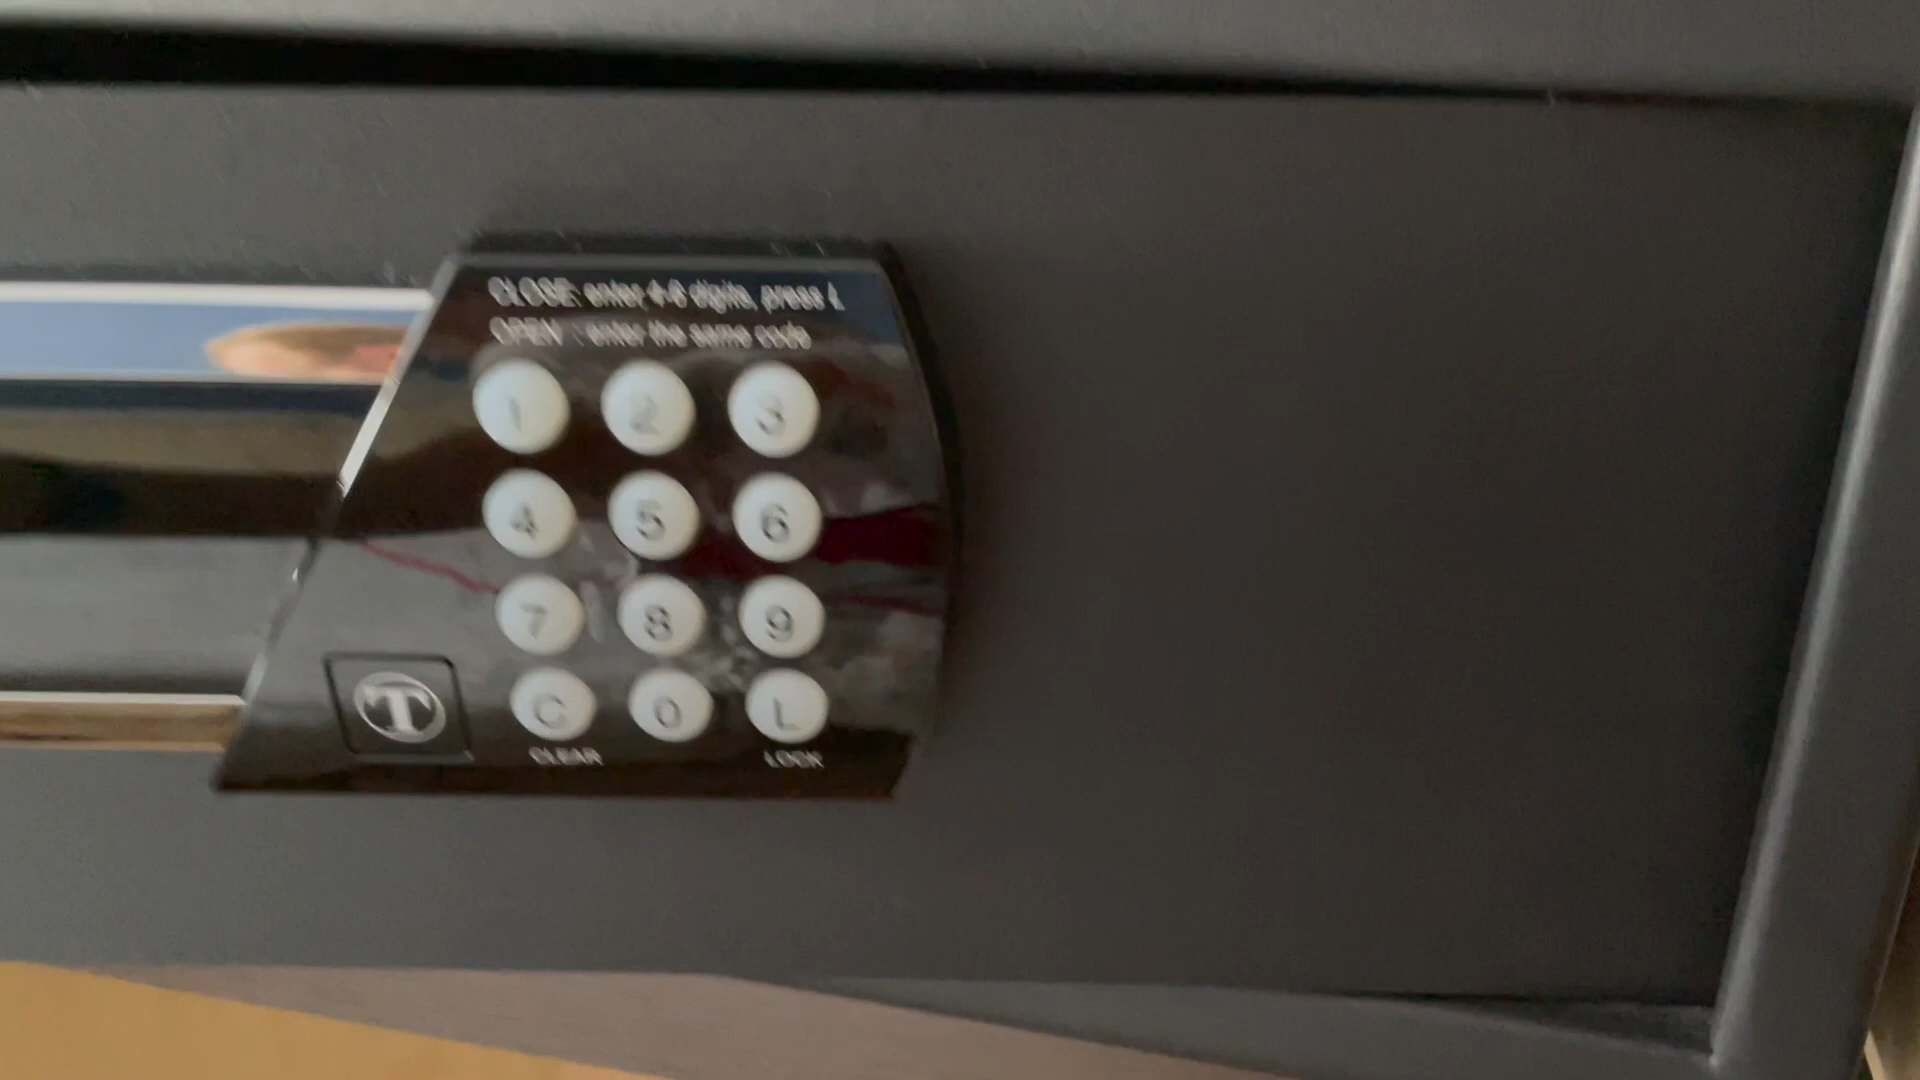 CLOSE: enter 4-6 digits, press L
OPEN : enter the same code
1 2 3
4 5 6
7 8 9
T C 0 L
CLEAR LOCK